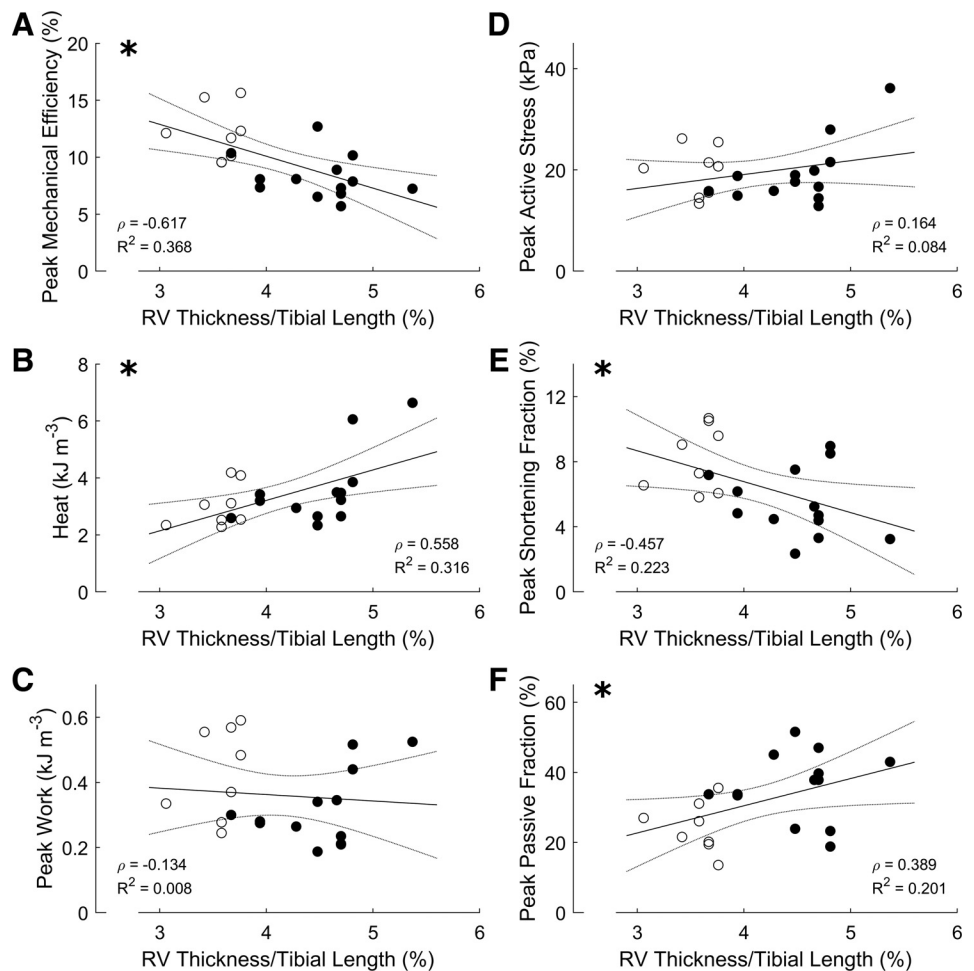 A
*
Peak Mechanical Efficiency (%)
20
15
10
5
0
ρ = -0.617
R² = 0.368
3 4 5 6
RV Thickness/Tibial Length (%)
D
Peak Active Stress (kPa)
40
20
0
ρ = 0.164
R² = 0.084
3 4 5 6
RV Thickness/Tibial Length (%)
B
*
Heat (kJ m⁻³)
8
6
4
2
0
ρ = 0.558
R² = 0.316
3 4 5 6
RV Thickness/Tibial Length (%)
E
*
Peak Shortening Fraction (%)
12
8
4
0
ρ = -0.457
R² = 0.223
3 4 5 6
RV Thickness/Tibial Length (%)
C
Peak Work (kJ m⁻³)
0.6
0.4
0.2
0
ρ = -0.134
R² = 0.008
3 4 5 6
RV Thickness/Tibial Length (%)
F
*
Peak Passive Fraction (%)
60
40
20
0
ρ = 0.389
R² = 0.201
3 4 5 6
RV Thickness/Tibial Length (%)